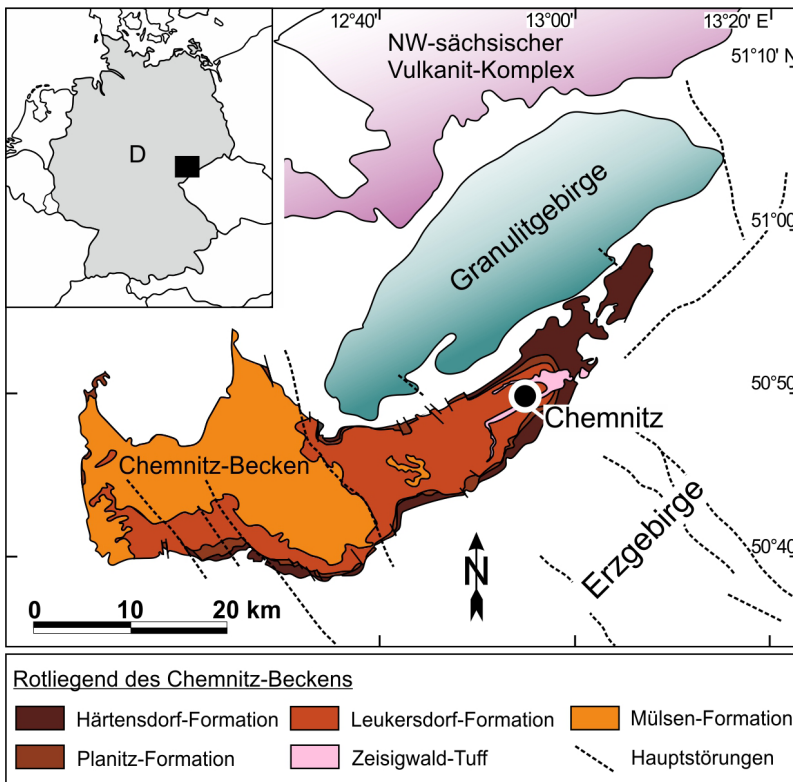 12°40'
13°00'
13°20' E
51°10' N
NW-sächsischer
Vulkanit-Komplex
D
Granulitgebirge
51°00'
50°50'
Chemnitz
Chemnitz-Becken
Erzgebirge
50°40'
N
0 10 20 km
Rotliegend des Chemnitz-Beckens
Härtensdorf-Formation Leukersdorf-Formation Mülsen-Formation
Planitz-Formation Zeisigwald-Tuff Hauptstörungen